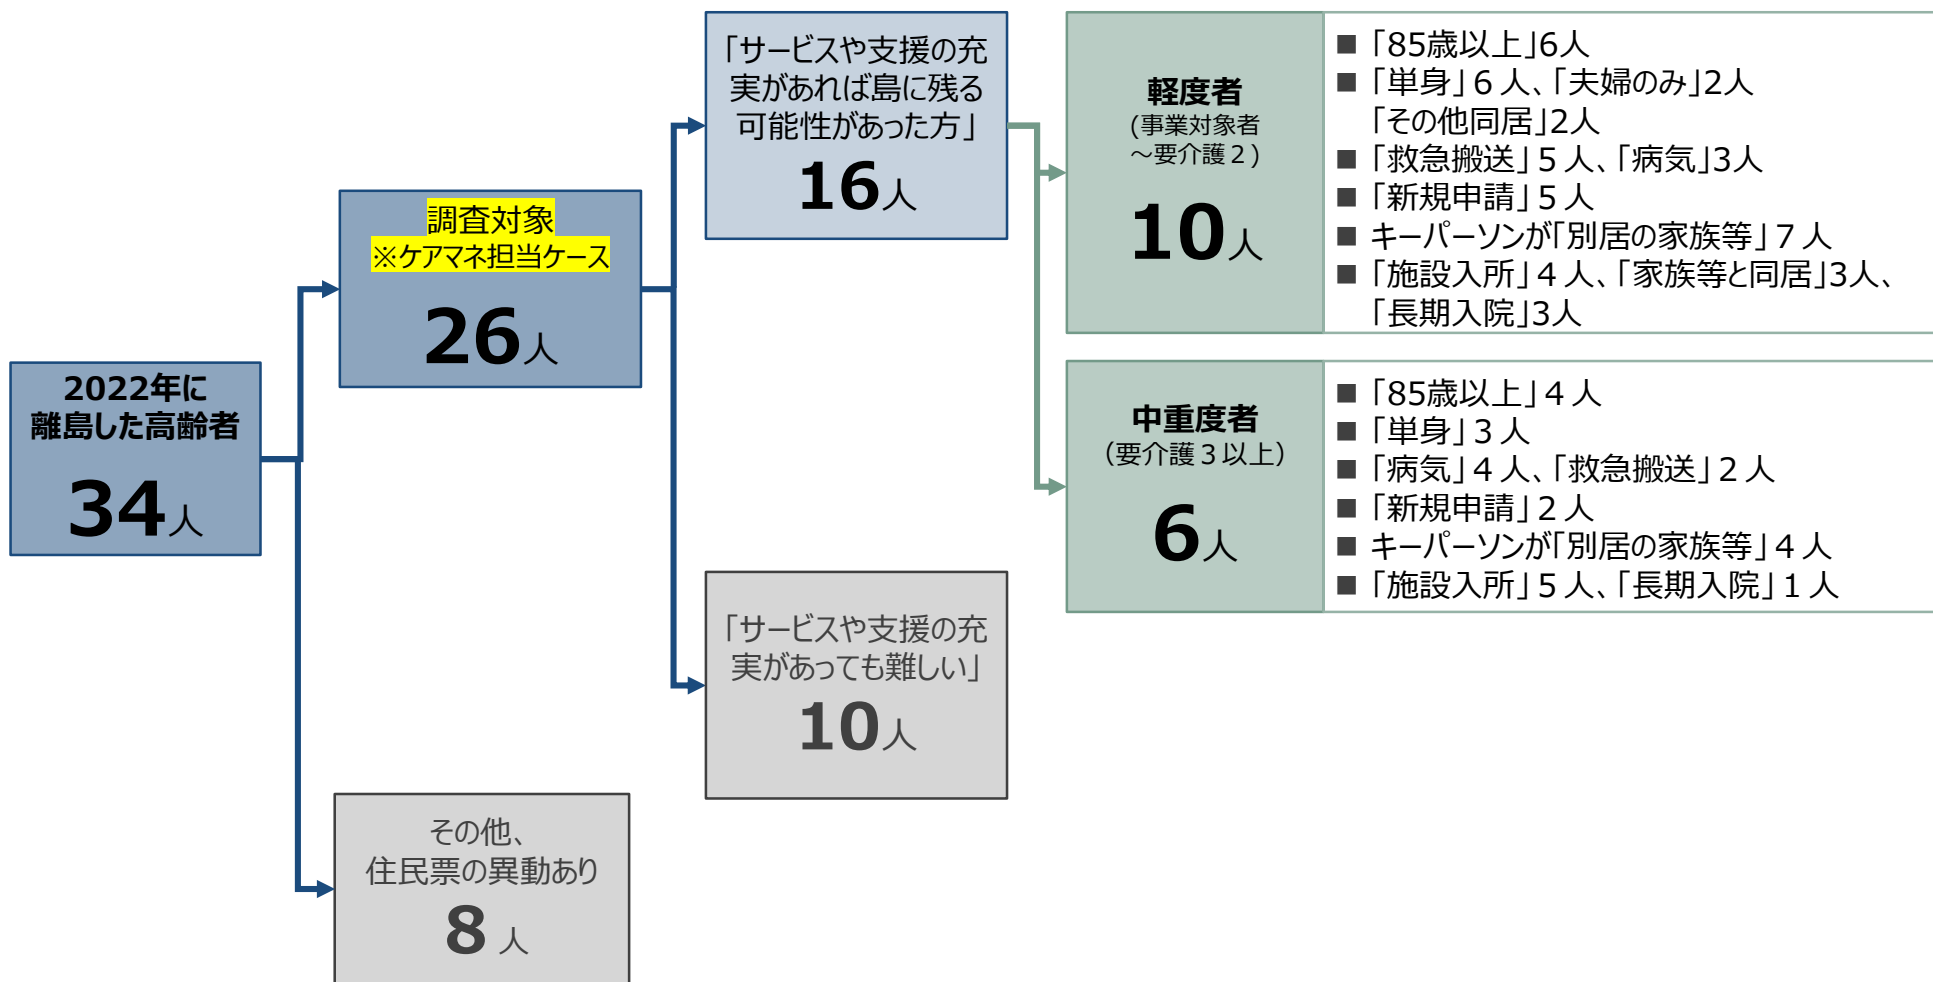 2022年に
離島した高齢者
34人
調査対象
※ケアマネ担当ケース
26人
その他、
住民票の異動あり
8 人
「サービスや支援の充
実があれば島に残る
可能性があった方」
16人
「サービスや支援の充
実があっても難しい」
10人
軽度者
(事業対象者
～要介護２)
10人
■ 「85歳以上」6人
■ 「単身」６人、「夫婦のみ」2人
「その他同居」2人
■ 「救急搬送」５人、「病気」3人
■ 「新規申請」５人
■ キーパーソンが「別居の家族等」７人
■ 「施設入所」４人、「家族等と同居」3人、
「長期入院」3人
中重度者
（要介護３以上）
6人
■ 「85歳以上」４人
■ 「単身」３人
■ 「病気」４人、「救急搬送」２人
■ 「新規申請」２人
■ キーパーソンが「別居の家族等」４人
■ 「施設入所」５人、「長期入院」１人